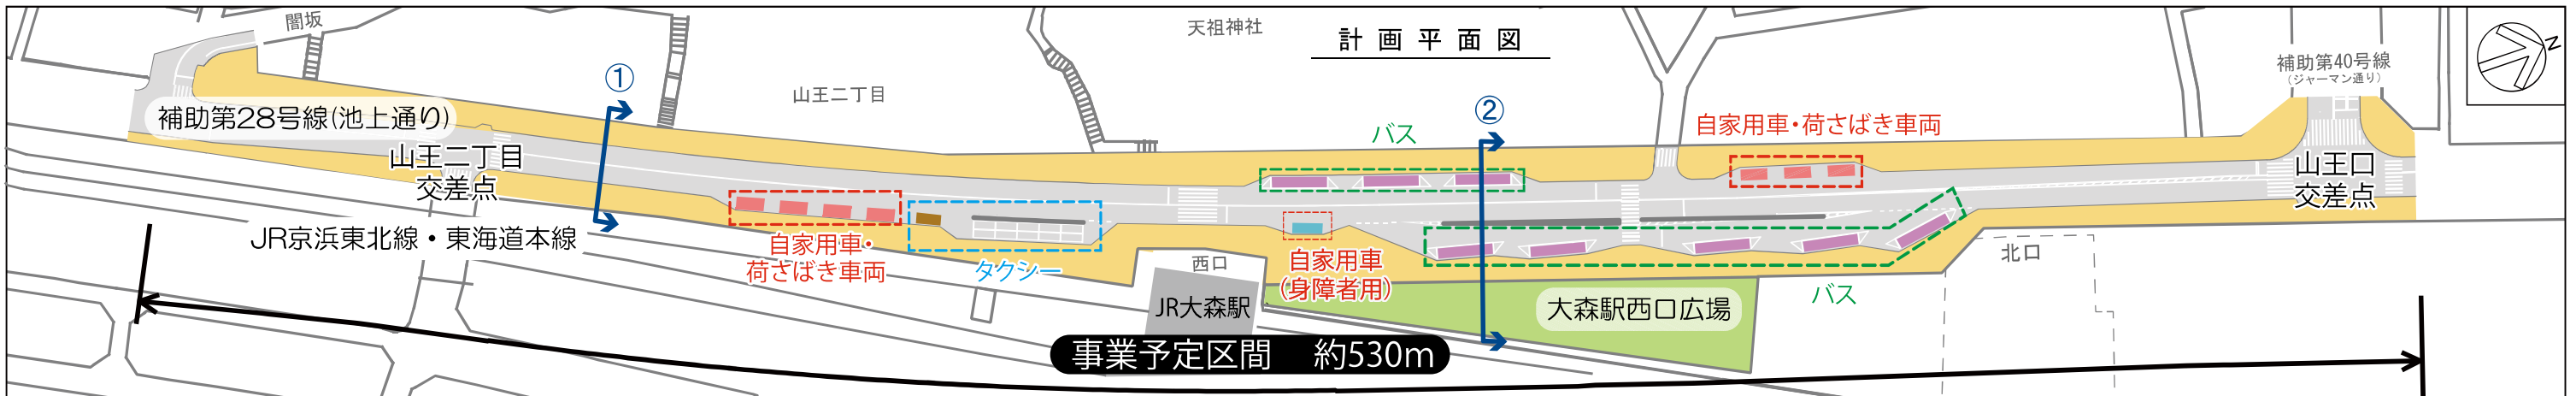 計画平面図
闇坂
天祖神社
N
補助第40号線
(ジャーマン通り)
①
山王二丁目
②
バス
自家用車・荷さばき車両
補助第28号線(池上通り)
山王二丁目
交差点
山王口
交差点
JR京浜東北線・東海道本線
自家用車・
荷さばき車両
タクシー
西口
自家用車
(身障者用)
北口
JR大森駅
大森駅西口広場
バス
事業予定区間 約530m